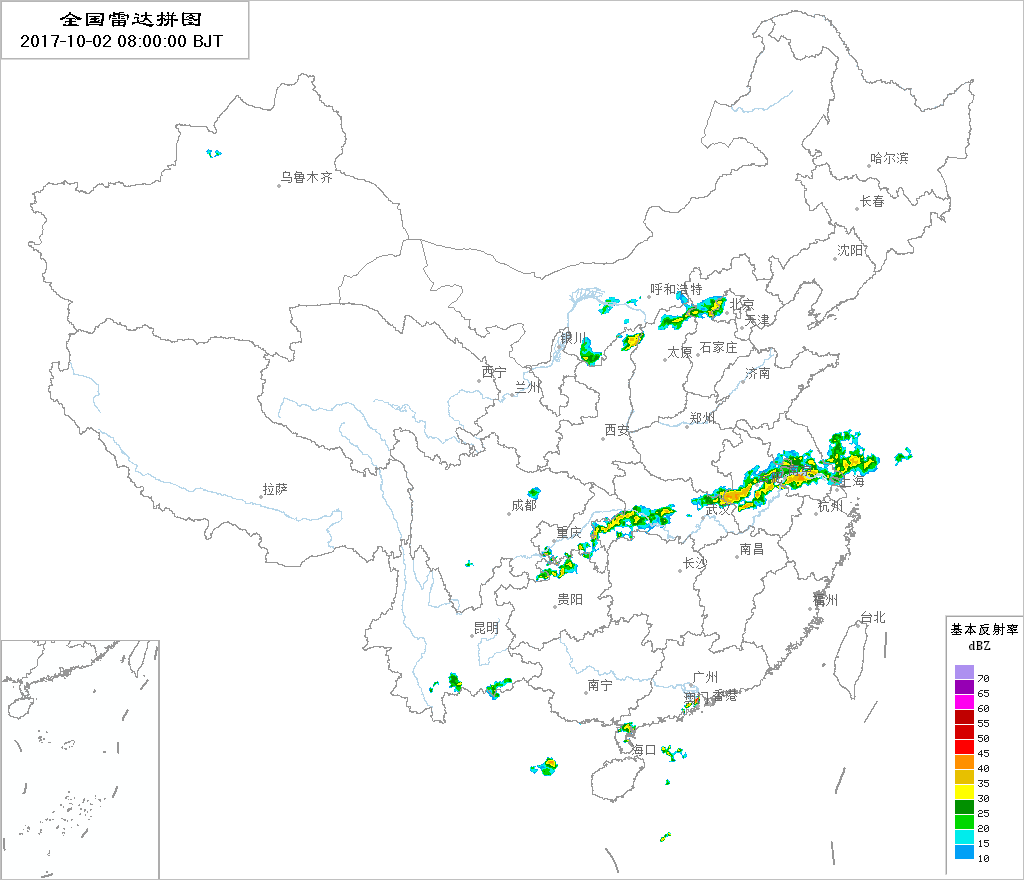 全国雷达拼图
2017-10-02 08:00:00 BJT
哈尔滨
乌鲁木齐
长春
沈阳
呼和浩特
北京
天津
银川
太原
石家庄
西宁
兰州
济南
郑州
西安
上海
拉萨
成都
武汉
杭州
重庆
南昌
长沙
贵阳
福州
台北
昆明
广州
南宁
澳门
香港
海口
基本反射率
dBZ
70
65
60
55
50
45
40
35
30
25
20
15
10